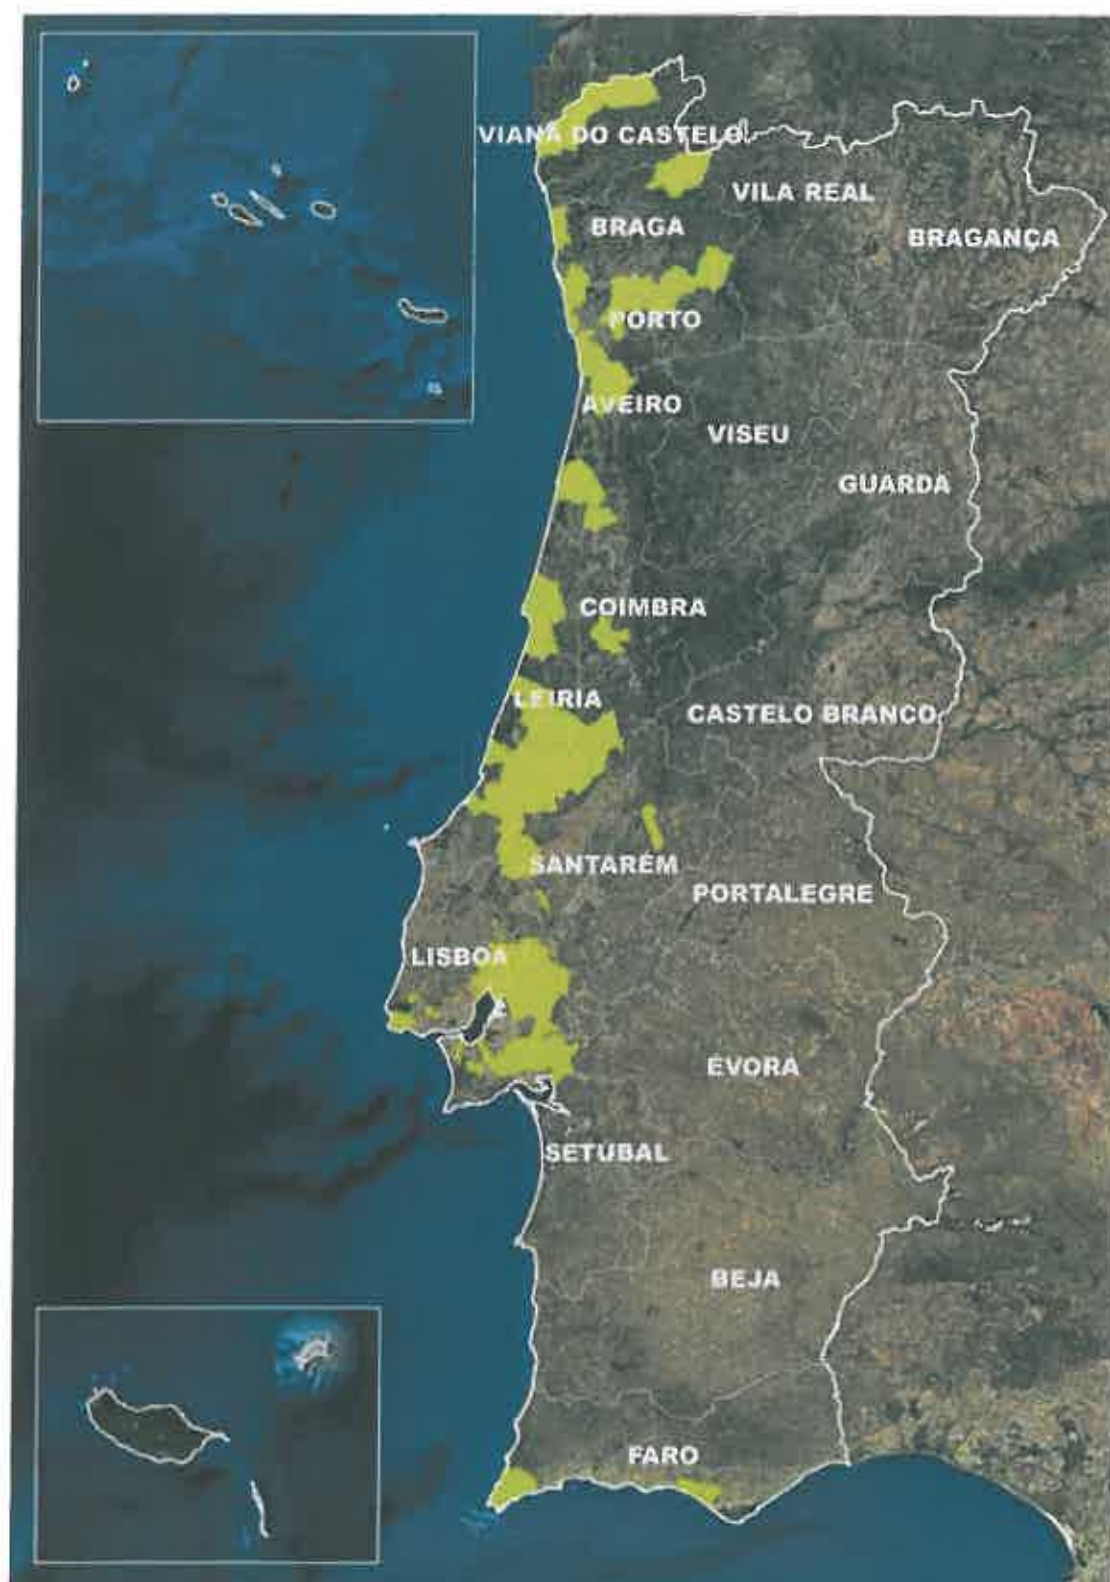 VIANA DO CASTELO
VILA REAL
BRAGA
BRAGANÇA
PORTO
AVEIRO
VISEU
GUARDA
COIMBRA
LEIRIA
CASTELO BRANCO
SANTARÉM
PORTALEGRE
LISBOA
ÉVORA
SETÚBAL
BEJA
FARO